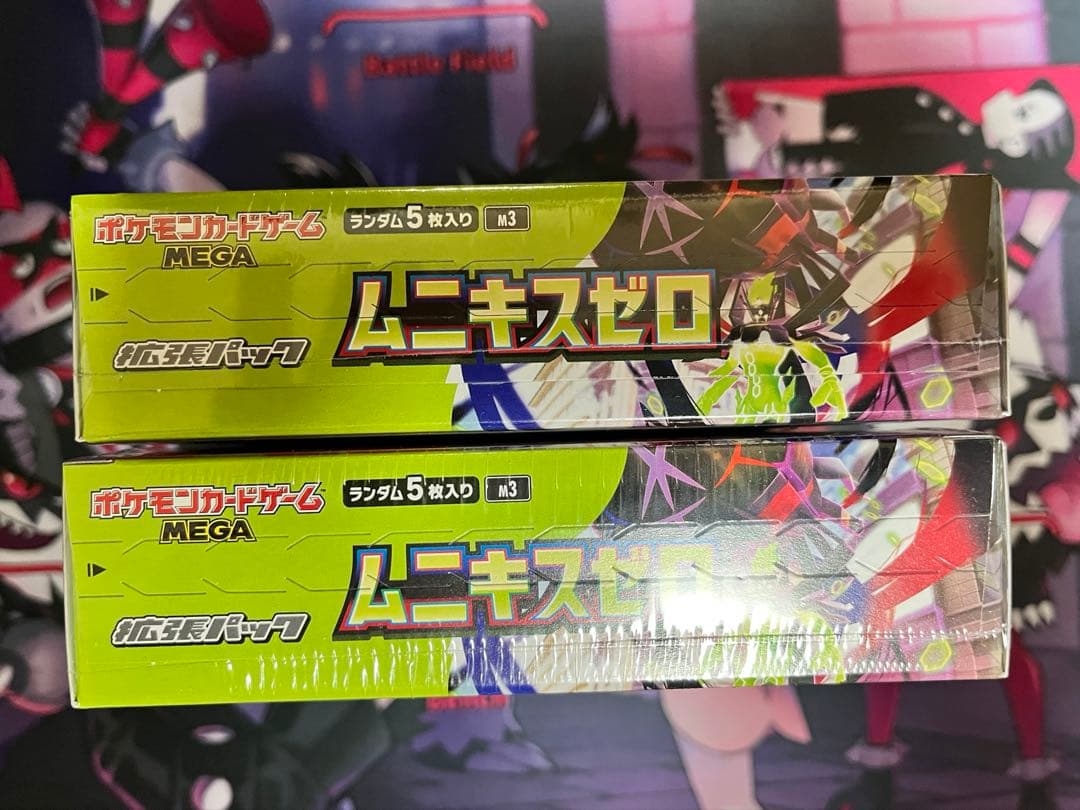 Battle Field
ポケモンカードゲーム
MEGA
ランダム5枚入り
M3
ムニキスゼロ
拡張パック
ポケモンカードゲーム
MEGA
ランダム5枚入り
M3
ムニキスゼロ
拡張パック